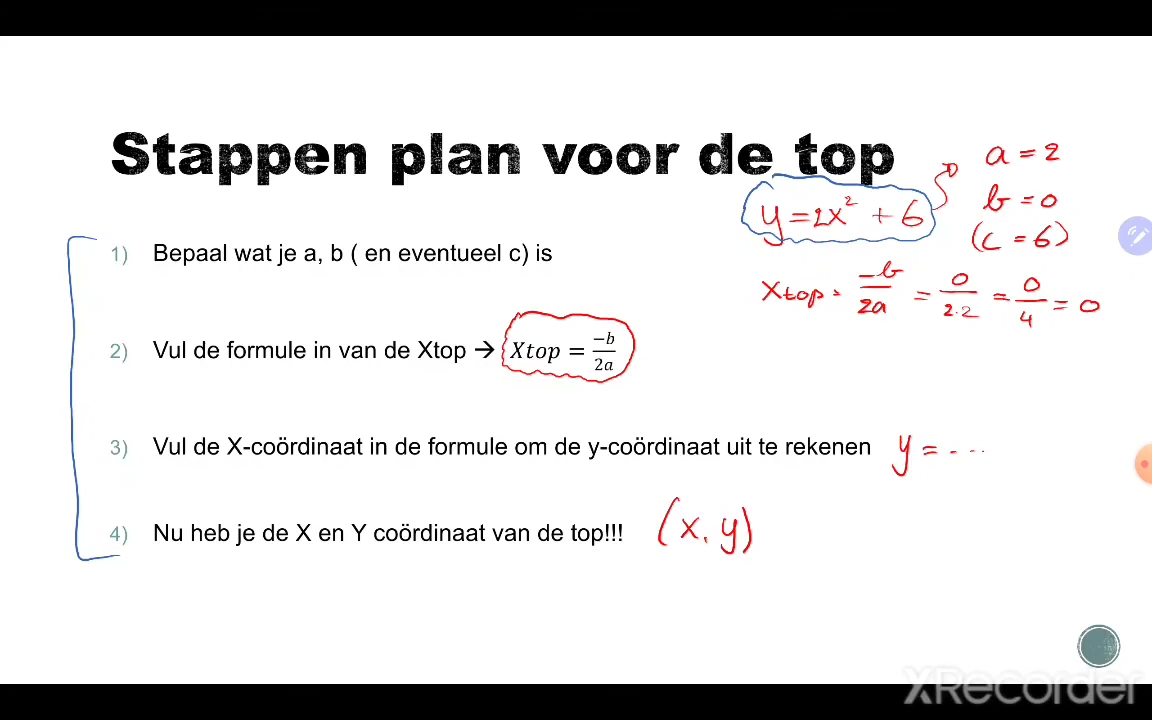 Stappen plan voor de top
a = 2
y = 2x² + 6
b = 0
(c = 6)
1) Bepaal wat je a, b ( en eventueel c) is
Xtop = -b/2a = 0/2·2 = 0/4 = 0
2) Vul de formule in van de Xtop → Xtop = −b/2a
3) Vul de X-coördinaat in de formule om de y-coördinaat uit te rekenen y = ....
4) Nu heb je de X en Y coördinaat van de top!!! (x, y)
XRecorder